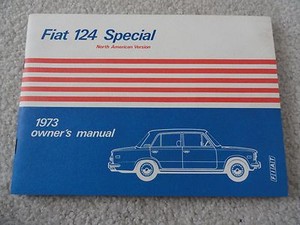 Fiat 124 Special
North American Version
1973
owner's manual
FIAT